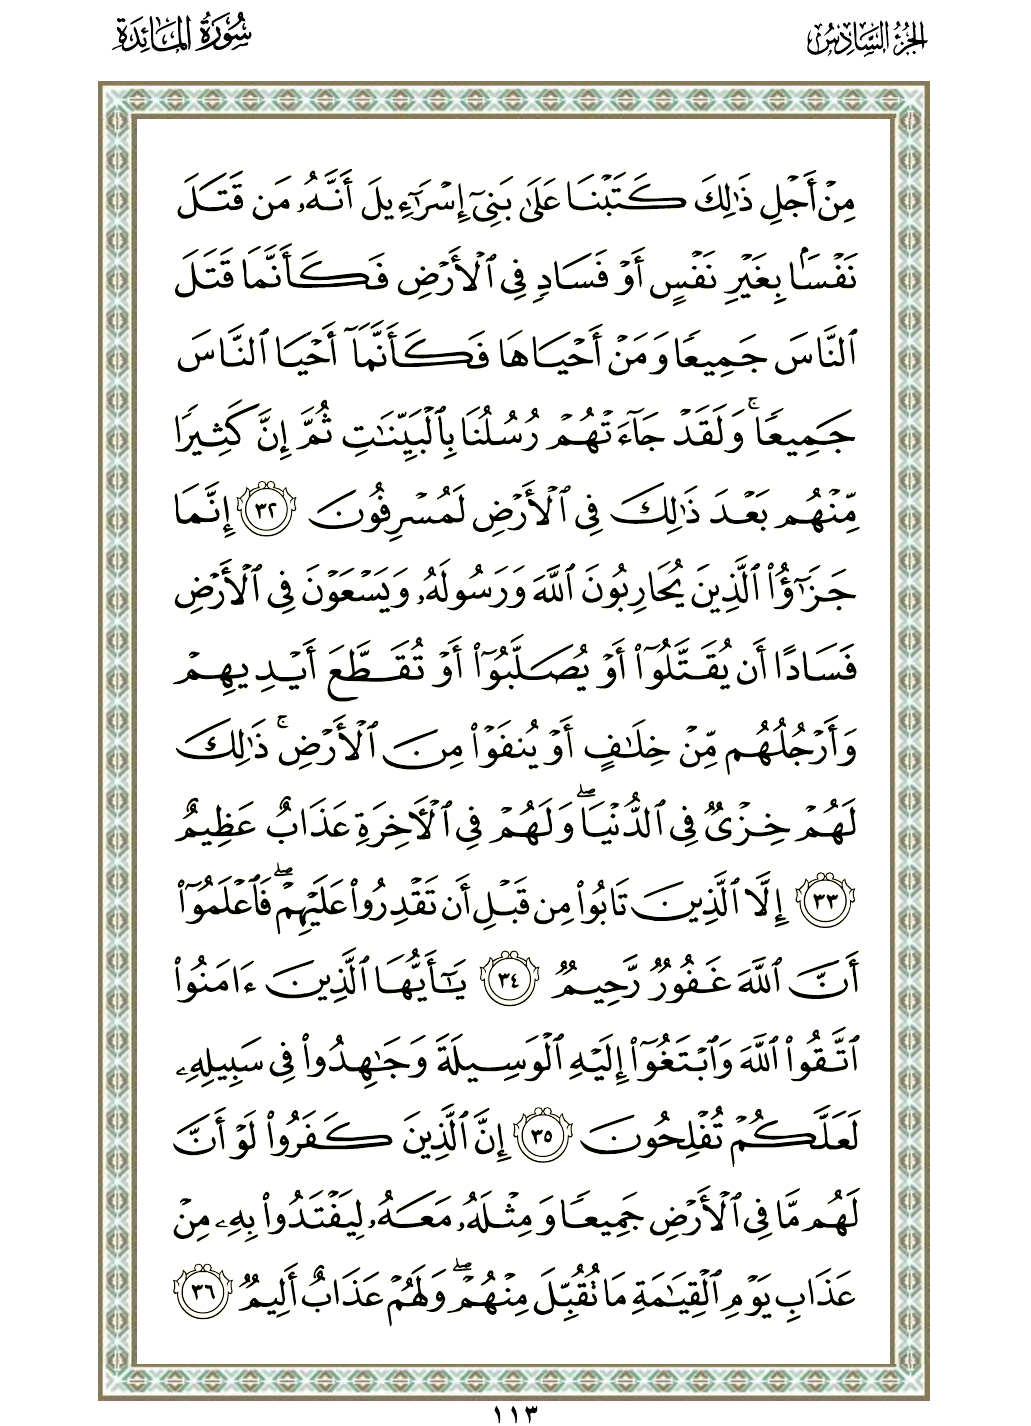 الجزء السادس
سورة المائدة
مِنْ أَجْلِ ذَٰلِكَ كَتَبْنَا عَلَىٰ بَنِىٓ إِسْرَٰٓءِيلَ أَنَّهُۥ مَن قَتَلَ
نَفْسًۢا بِغَيْرِ نَفْسٍ أَوْ فَسَادٍ فِى ٱلْأَرْضِ فَكَأَنَّمَا قَتَلَ
ٱلنَّاسَ جَمِيعًا وَمَنْ أَحْيَاهَا فَكَأَنَّمَآ أَحْيَا ٱلنَّاسَ
جَمِيعًا ۚ وَلَقَدْ جَآءَتْهُمْ رُسُلُنَا بِٱلْبَيِّنَٰتِ ثُمَّ إِنَّ كَثِيرًا
مِّنْهُم بَعْدَ ذَٰلِكَ فِى ٱلْأَرْضِ لَمُسْرِفُونَ ٣٢ إِنَّمَا
جَزَٰٓؤُا۟ ٱلَّذِينَ يُحَارِبُونَ ٱللَّهَ وَرَسُولَهُۥ وَيَسْعَوْنَ فِى ٱلْأَرْضِ
فَسَادًا أَن يُقَتَّلُوٓا۟ أَوْ يُصَلَّبُوٓا۟ أَوْ تُقَطَّعَ أَيْدِيهِمْ
وَأَرْجُلُهُم مِّنْ خِلَٰفٍ أَوْ يُنفَوْا۟ مِنَ ٱلْأَرْضِ ۚ ذَٰلِكَ
لَهُمْ خِزْىٌ فِى ٱلدُّنْيَا ۖ وَلَهُمْ فِى ٱلْءَاخِرَةِ عَذَابٌ عَظِيمٌ
٣٣ إِلَّا ٱلَّذِينَ تَابُوا۟ مِن قَبْلِ أَن تَقْدِرُوا۟ عَلَيْهِمْ ۖ فَٱعْلَمُوٓا۟
أَنَّ ٱللَّهَ غَفُورٌ رَّحِيمٌ ٣٤ يَٰٓأَيُّهَا ٱلَّذِينَ ءَامَنُوا۟
ٱتَّقُوا۟ ٱللَّهَ وَٱبْتَغُوٓا۟ إِلَيْهِ ٱلْوَسِيلَةَ وَجَٰهِدُوا۟ فِى سَبِيلِهِۦ
لَعَلَّكُمْ تُفْلِحُونَ ٣٥ إِنَّ ٱلَّذِينَ كَفَرُوا۟ لَوْ أَنَّ
لَهُم مَّا فِى ٱلْأَرْضِ جَمِيعًا وَمِثْلَهُۥ مَعَهُۥ لِيَفْتَدُوا۟ بِهِۦ مِنْ
عَذَابِ يَوْمِ ٱلْقِيَٰمَةِ مَا تُقُبِّلَ مِنْهُمْ ۖ وَلَهُمْ عَذَابٌ أَلِيمٌ ٣٦
١١٣